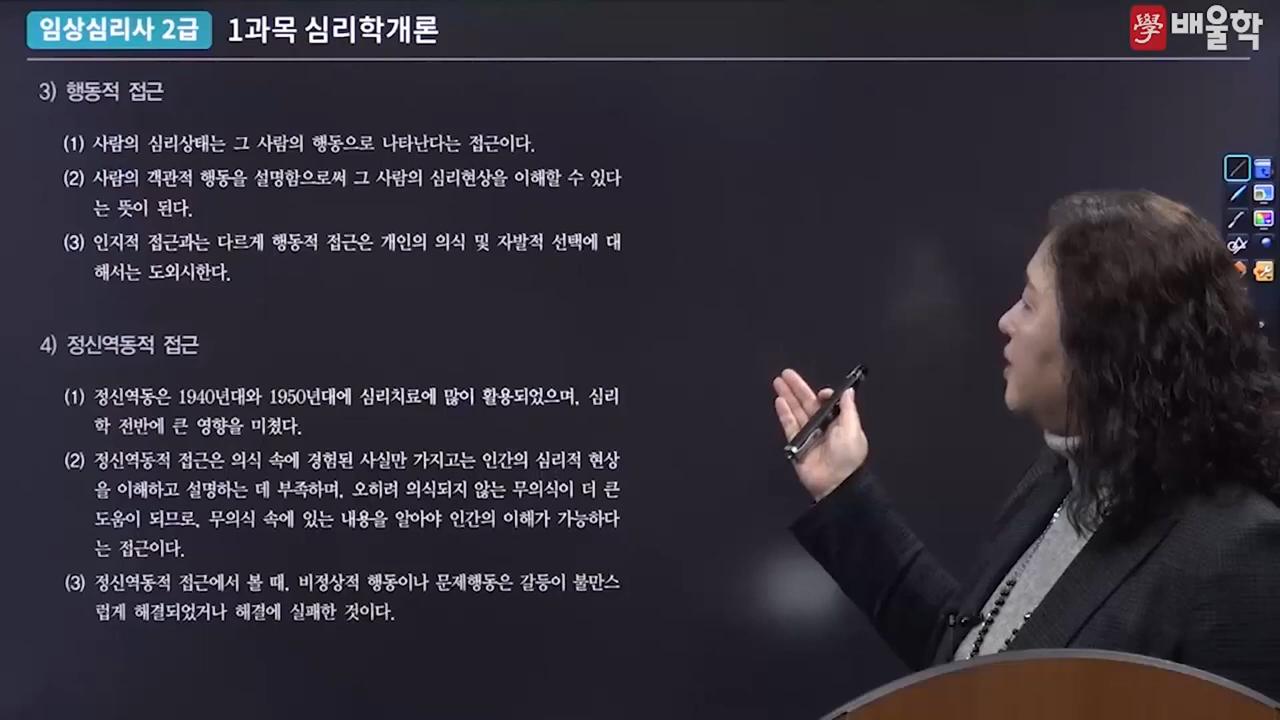 임상심리사 2급 1과목 심리학개론
學 배울학
3) 행동적 접근
(1) 사람의 심리상태는 그 사람의 행동으로 나타난다는 접근이다.
(2) 사람의 객관적 행동을 설명함으로써 그 사람의 심리현상을 이해할 수 있다
는 뜻이 된다.
(3) 인지적 접근과는 다르게 행동적 접근은 개인의 의식 및 자발적 선택에 대
해서는 도외시한다.
4) 정신역동적 접근
(1) 정신역동은 1940년대와 1950년대에 심리치료에 많이 활용되었으며, 심리
학 전반에 큰 영향을 미쳤다.
(2) 정신역동적 접근은 의식 속에 경험된 사실만 가지고는 인간의 심리적 현상
을 이해하고 설명하는 데 부족하며, 오히려 의식되지 않는 무의식이 더 큰
도움이 되므로, 무의식 속에 있는 내용을 알아야 인간의 이해가 가능하다
는 접근이다.
(3) 정신역동적 접근에서 볼 때, 비정상적 행동이나 문제행동은 갈등이 불만스
럽게 해결되었거나 해결에 실패한 것이다.